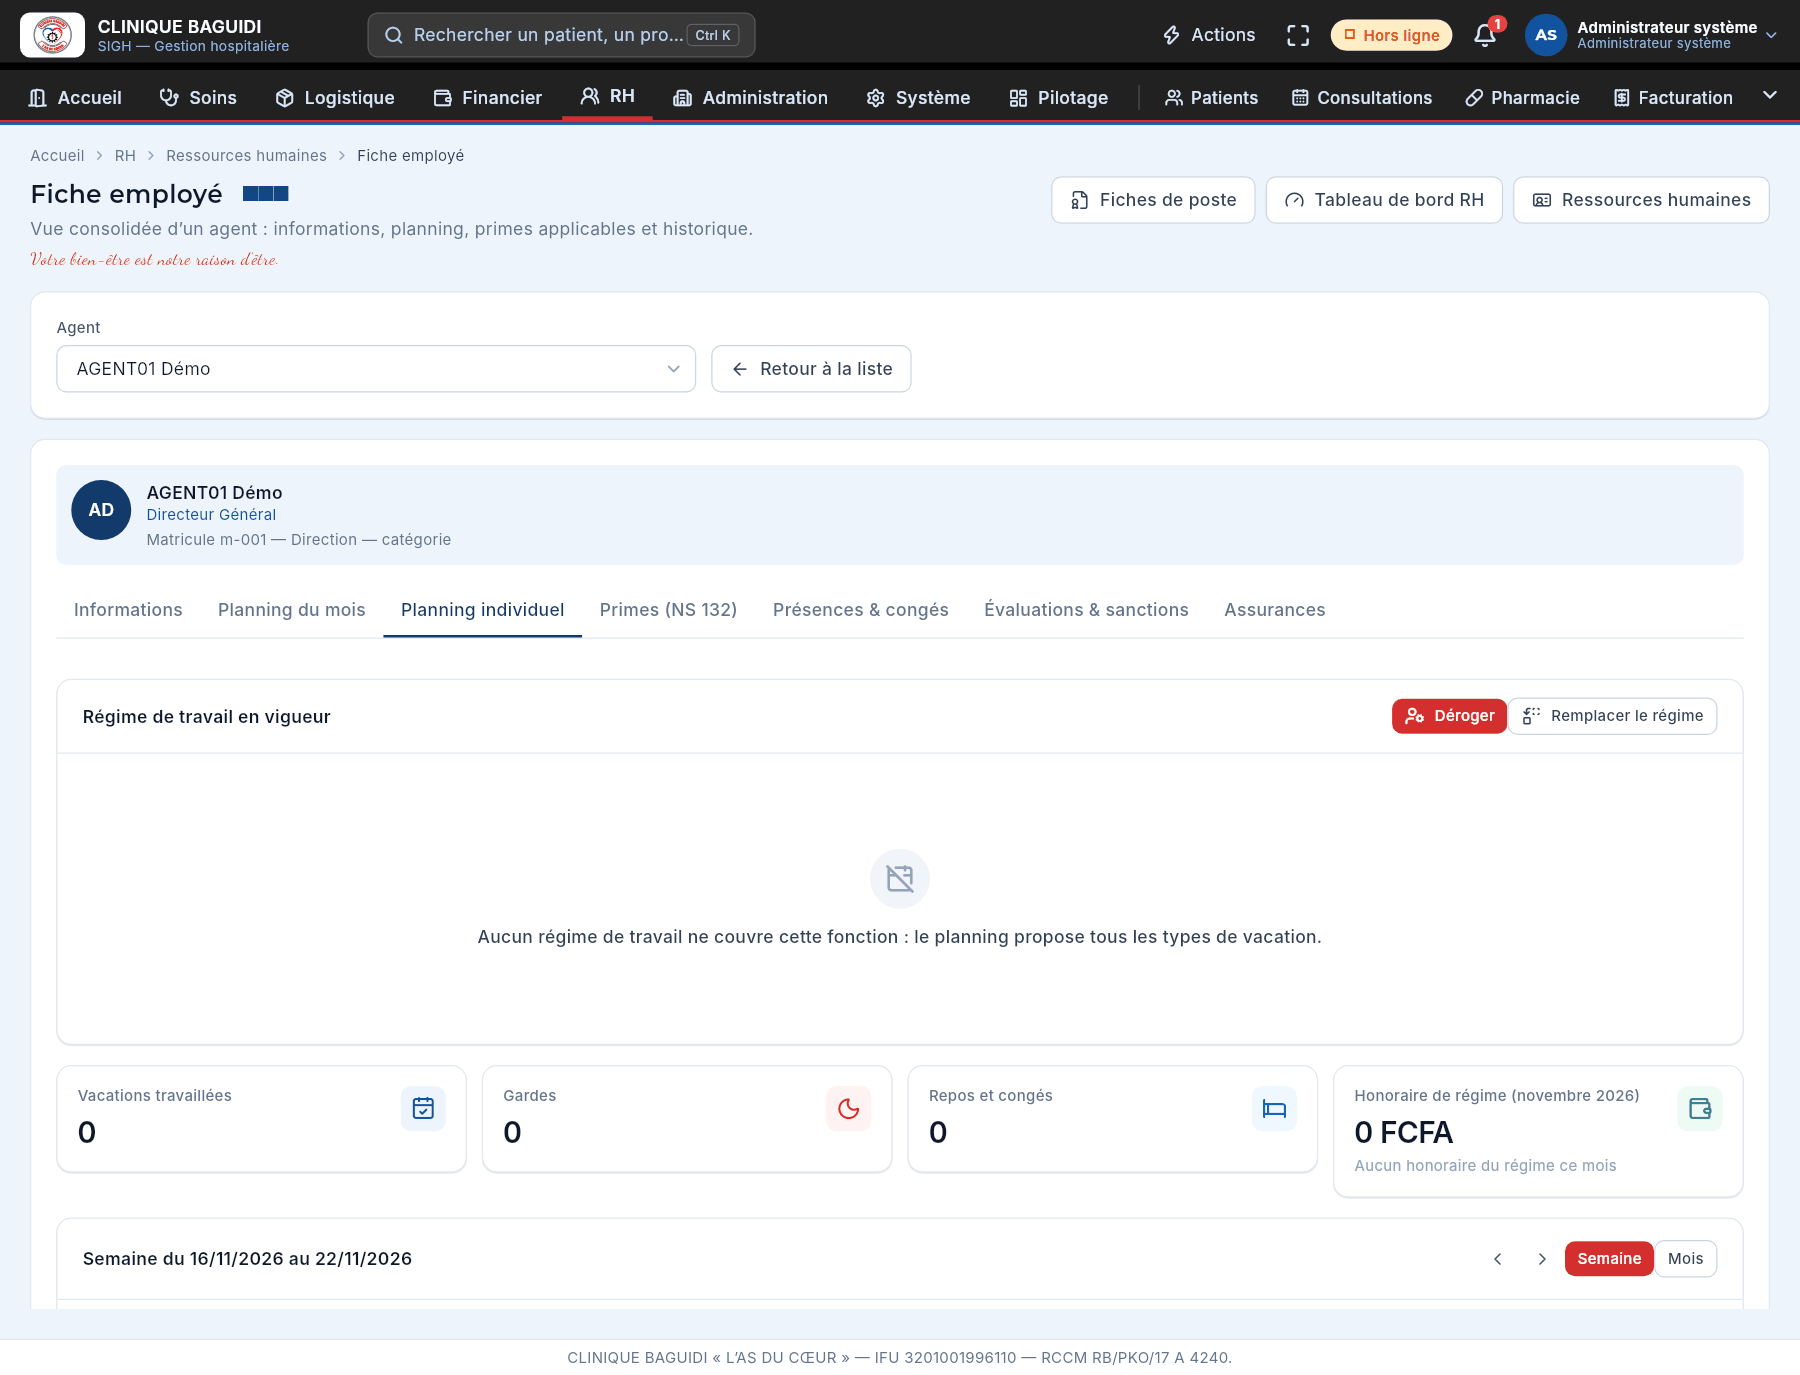 CLINIQUE BAGUIDI
SIGH — Gestion hospitalière
Rechercher un patient, un pro... Ctrl K
Actions
Hors ligne
1
AS
Administrateur système
Administrateur système
Accueil Soins Logistique Financier RH Administration Système Pilotage Patients Consultations Pharmacie Facturation
Accueil > RH > Ressources humaines > Fiche employé
Fiche employé
Fiches de poste Tableau de bord RH Ressources humaines
Vue consolidée d’un agent : informations, planning, primes applicables et historique.
Votre bien-être est notre raison d'être.
Agent
AGENT01 Démo
Retour à la liste
AD
AGENT01 Démo
Directeur Général
Matricule m-001 — Direction — catégorie
Informations Planning du mois Planning individuel Primes (NS 132) Présences & congés Évaluations & sanctions Assurances
Régime de travail en vigueur
Déroger Remplacer le régime
Aucun régime de travail ne couvre cette fonction : le planning propose tous les types de vacation.
Vacations travaillées
0
Gardes
0
Repos et congés
0
Honoraire de régime (novembre 2026)
0 FCFA
Aucun honoraire du régime ce mois
Semaine du 16/11/2026 au 22/11/2026
Semaine Mois
CLINIQUE BAGUIDI « L’AS DU CŒUR » — IFU 3201001996110 — RCCM RB/PKO/17 A 4240.